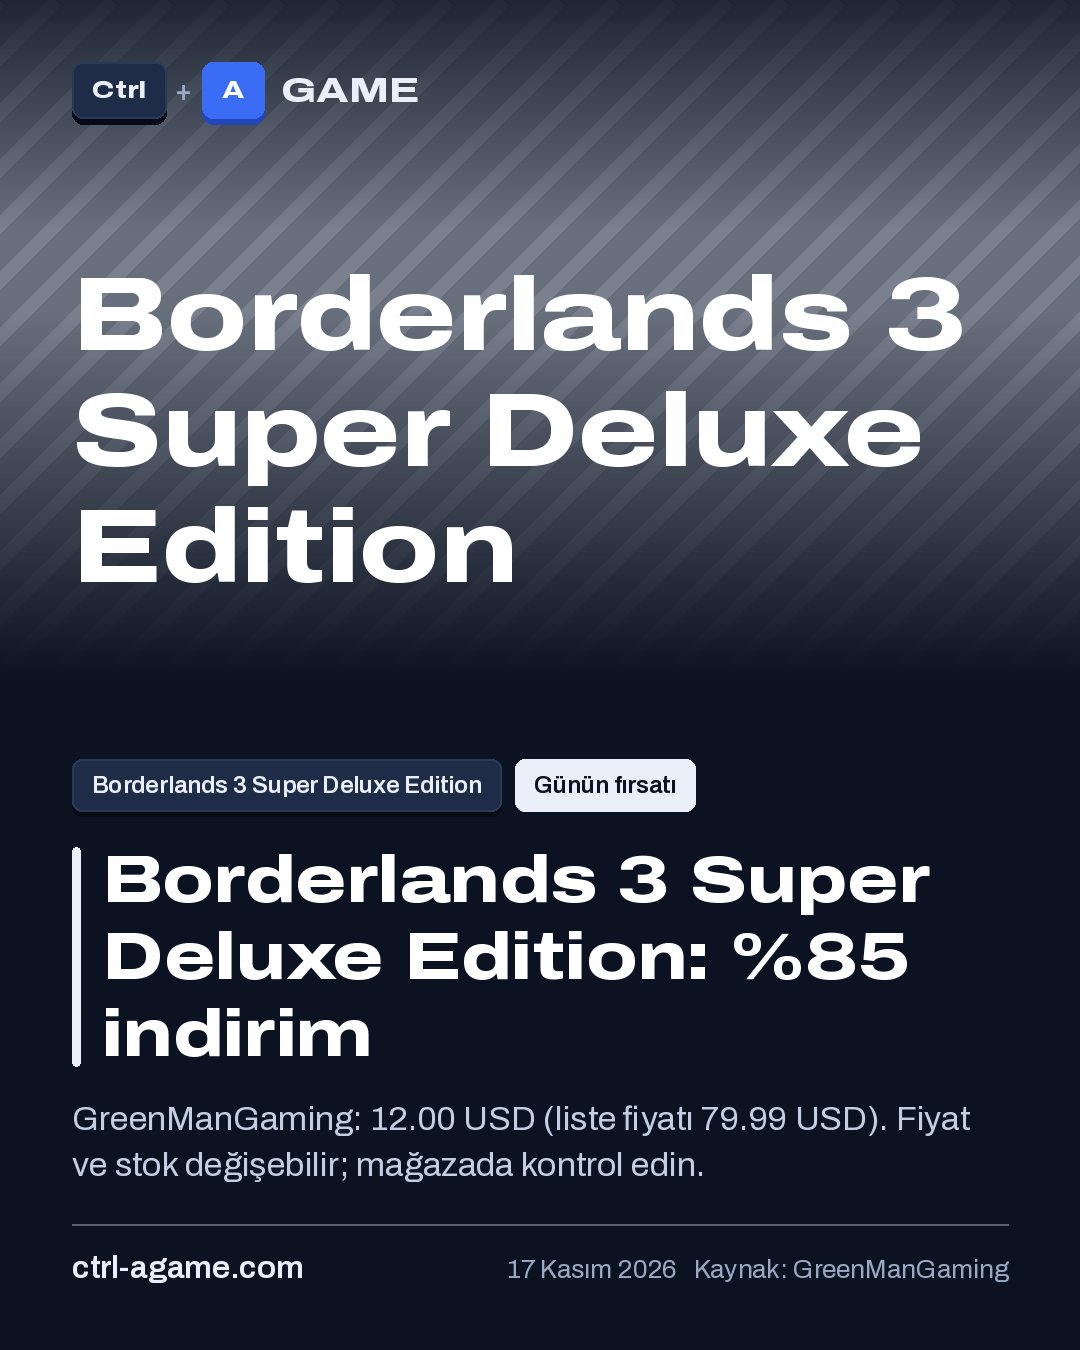 Ctrl + A GAME
Borderlands 3
Super Deluxe
Edition
Borderlands 3 Super Deluxe Edition Günün fırsatı
Borderlands 3 Super
Deluxe Edition: %85
indirim
GreenManGaming: 12.00 USD (liste fiyatı 79.99 USD). Fiyat
ve stok değişebilir; mağazada kontrol edin.
ctrl-agame.com 17 Kasım 2026 Kaynak: GreenManGaming